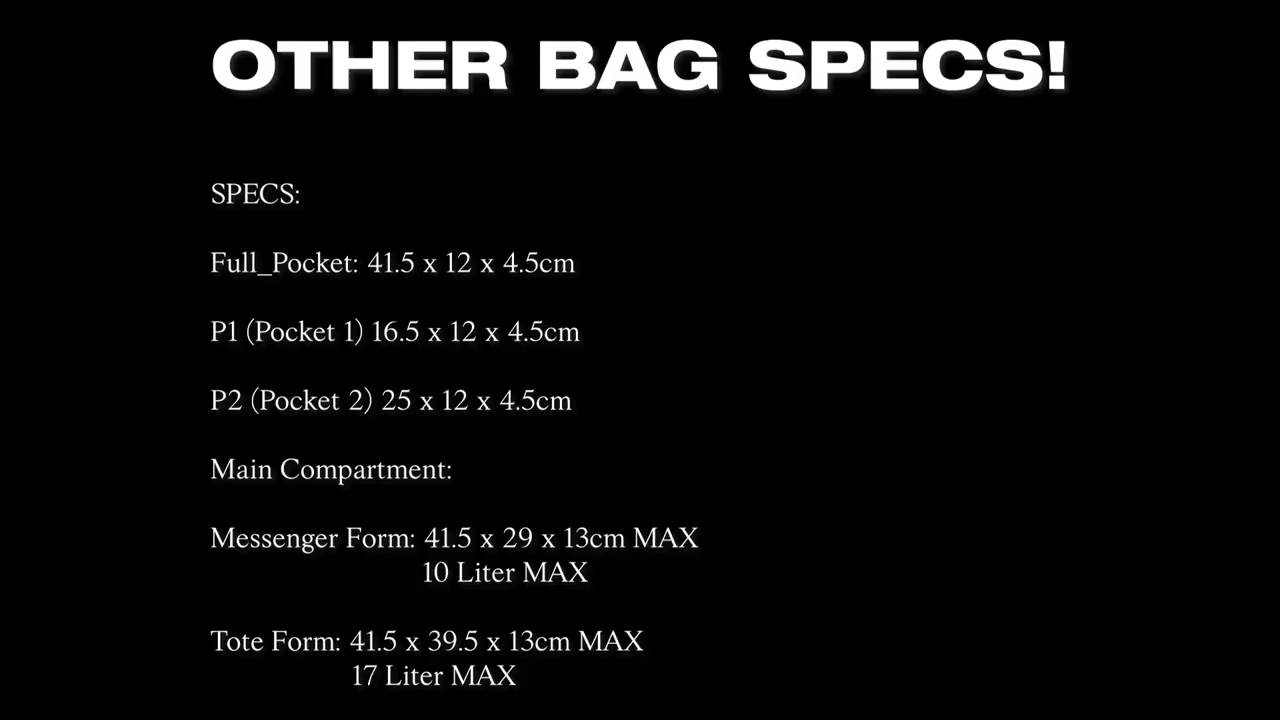 OTHER BAG SPECS!
SPECS:
Full_Pocket: 41.5 x 12 x 4.5cm
P1 (Pocket 1) 16.5 x 12 x 4.5cm
P2 (Pocket 2) 25 x 12 x 4.5cm
Main Compartment:
Messenger Form: 41.5 x 29 x 13cm MAX
10 Liter MAX
Tote Form: 41.5 x 39.5 x 13cm MAX
17 Liter MAX